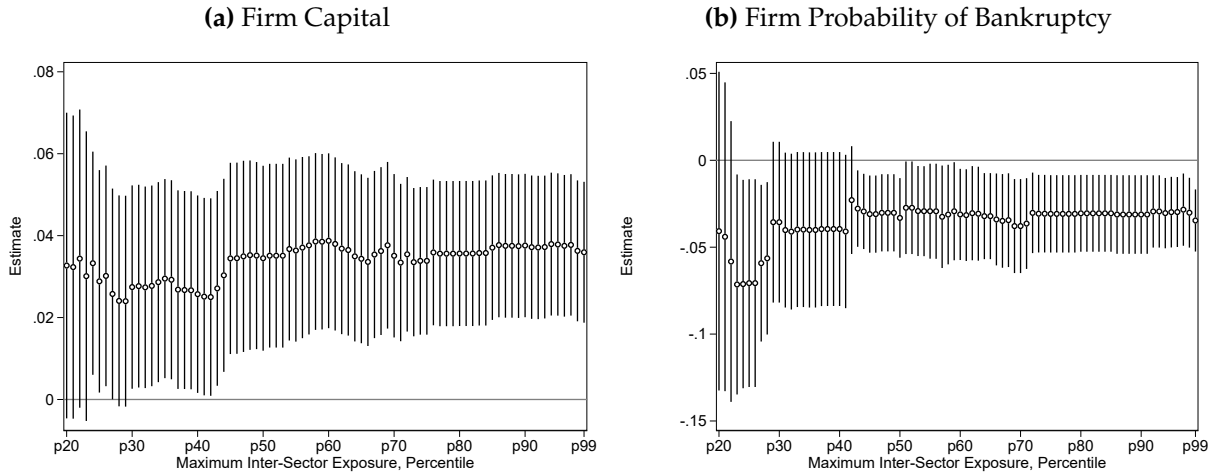 (a) Firm Capital
.08
.06
.04
.02
0
Estimate
p20 p30 p40 p50 p60 p70 p80 p90 p99
Maximum Inter-Sector Exposure, Percentile
(b) Firm Probability of Bankruptcy
.05
0
-.05
-.1
-.15
Estimate
p20 p30 p40 p50 p60 p70 p80 p90 p99
Maximum Inter-Sector Exposure, Percentile